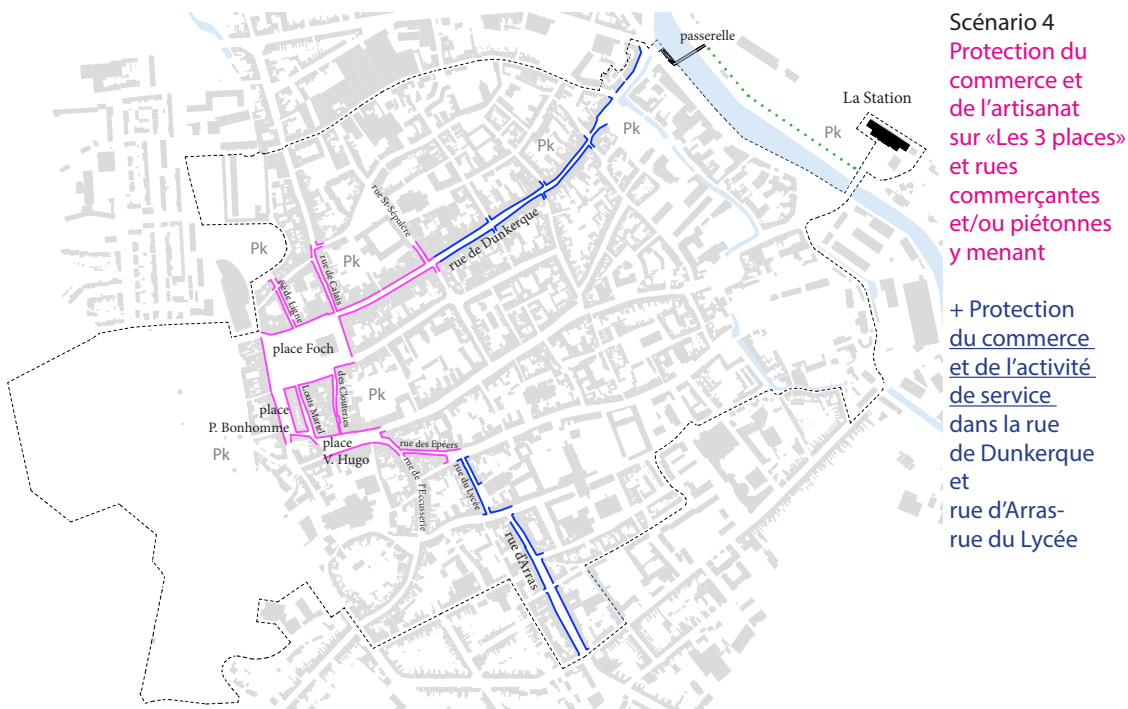 passerelle
La Station
Pk
Pk
Pk
rue St-Sépulcre
rue de Dunkerque
Pk
Pk
rue de Calais
de Ligne
place Foch
des Clouteries
Louis Martel
Pk
place
P. Bonhomme
place
V. Hugo
Pk
rue des Epéers
rue de l'Ecusserie
rue du Lycée
rue d'Arras
Scénario 4
Protection du
commerce et
de l'artisanat
sur «Les 3 places»
et rues
commerçantes
et/ou piétonnes
y menant
+ Protection
du commerce
et de l'activité
de service
dans la rue
de Dunkerque
et
rue d'Arras-
rue du Lycée